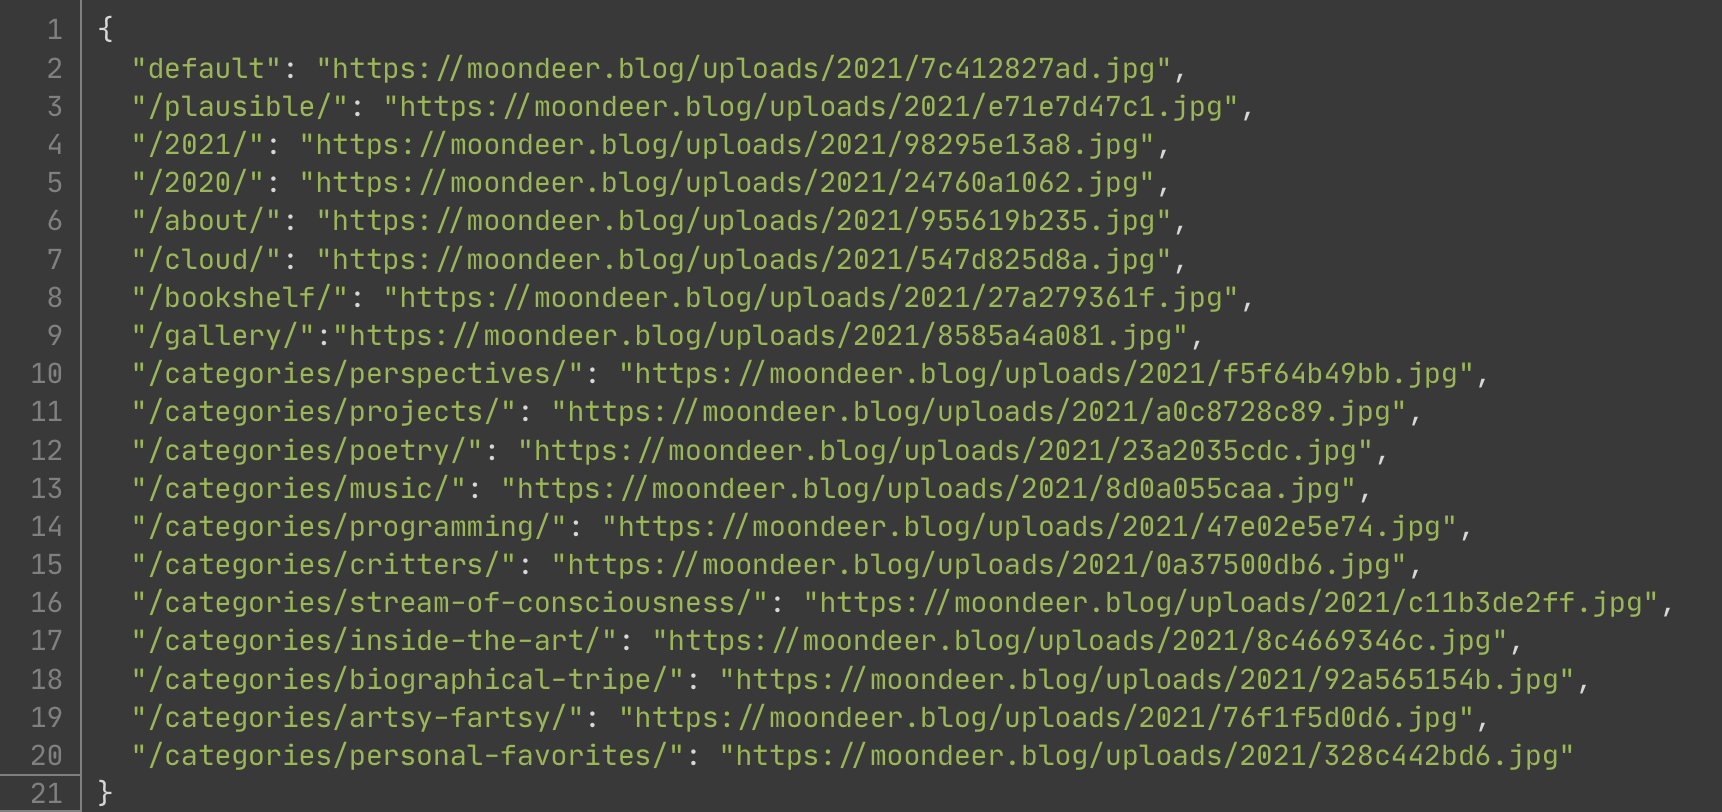 1 {
2 "default": "https://moondeer.blog/uploads/2021/7c412827ad.jpg",
3 "/plausible/": "https://moondeer.blog/uploads/2021/e71e7d47c1.jpg",
4 "/2021/": "https://moondeer.blog/uploads/2021/98295e13a8.jpg",
5 "/2020/": "https://moondeer.blog/uploads/2021/24760a1062.jpg",
6 "/about/": "https://moondeer.blog/uploads/2021/955619b235.jpg",
7 "/cloud/": "https://moondeer.blog/uploads/2021/547d825d8a.jpg",
8 "/bookshelf/": "https://moondeer.blog/uploads/2021/27a279361f.jpg",
9 "/gallery/":"https://moondeer.blog/uploads/2021/8585a4a081.jpg",
10 "/categories/perspectives/": "https://moondeer.blog/uploads/2021/f5f64b49bb.jpg",
11 "/categories/projects/": "https://moondeer.blog/uploads/2021/a0c8728c89.jpg",
12 "/categories/poetry/": "https://moondeer.blog/uploads/2021/23a2035cdc.jpg",
13 "/categories/music/": "https://moondeer.blog/uploads/2021/8d0a055caa.jpg",
14 "/categories/programming/": "https://moondeer.blog/uploads/2021/47e02e5e74.jpg",
15 "/categories/critters/": "https://moondeer.blog/uploads/2021/0a37500db6.jpg",
16 "/categories/stream-of-consciousness/": "https://moondeer.blog/uploads/2021/c11b3de2ff.jpg",
17 "/categories/inside-the-art/": "https://moondeer.blog/uploads/2021/8c4669346c.jpg",
18 "/categories/biographical-tripe/": "https://moondeer.blog/uploads/2021/92a565154b.jpg",
19 "/categories/artsy-fartsy/": "https://moondeer.blog/uploads/2021/76f1f5d0d6.jpg",
20 "/categories/personal-favorites/": "https://moondeer.blog/uploads/2021/328c442bd6.jpg"
21 }